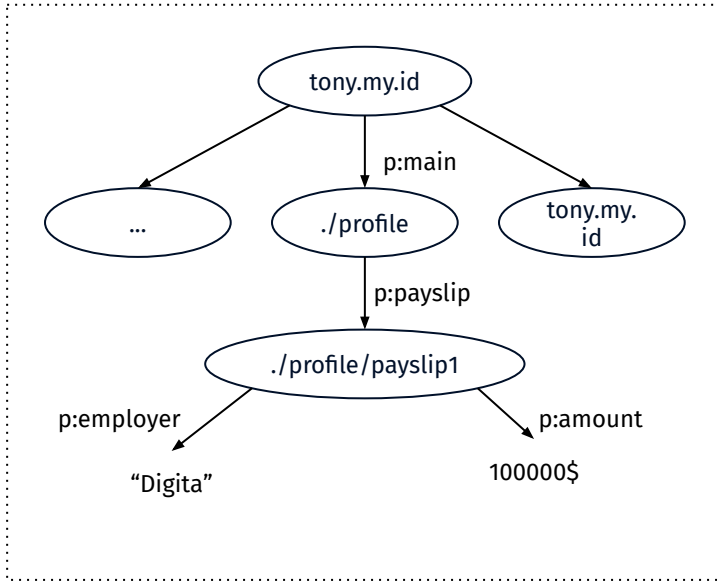 tony.my.id
p:main
...
./profile
tony.my.
id
p:payslip
./profile/payslip1
p:employer
p:amount
“Digita”
100000$